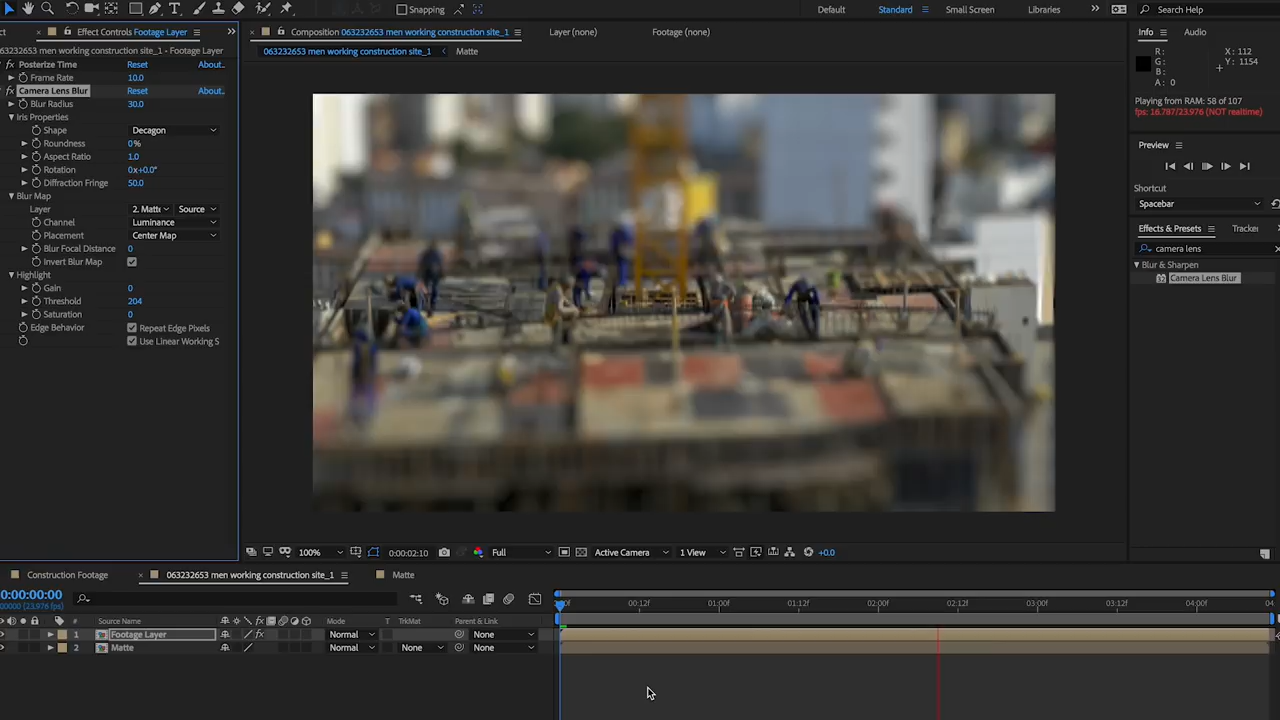 Snapping
Default
Standard
Small Screen
Libraries
Search Help
Effect Controls Footage Layer
Composition 063232653 men working construction site_1
Layer (none)
Footage (none)
Info
Audio
063232653 men working construction site_1 - Footage Layer
063232653 men working construction site_1
Matte
R:
G:
B:
A: 0
X: 112
Y: 1154
Playing from RAM: 58 of 107
fps: 16.787/23.976 (NOT realtime)
fx Posterize Time Reset About..
Frame Rate 10.0
fx Camera Lens Blur Reset About..
Blur Radius 30.0
Iris Properties
Shape Decagon
Roundness 0%
Aspect Ratio 1.0
Rotation 0x+0.0°
Diffraction Fringe 50.0
Blur Map
Layer 2. Matte Source
Channel Luminance
Placement Center Map
Blur Focal Distance 0
Invert Blur Map
Highlight
Gain 0
Threshold 204
Saturation 0
Edge Behavior Repeat Edge Pixels
Use Linear Working S
Preview
Shortcut
Spacebar
Effects & Presets
Tracker
camera lens
Blur & Sharpen
Camera Lens Blur
100%
0:00:02:10
Full
Active Camera
1 View
+0.0
Construction Footage
063232653 men working construction site_1
Matte
0:00:00:00
00000 (23.976 fps)
00:12f 01:00f 01:12f 02:00f 02:12f 03:00f 03:12f 04:00f 04
# Source Name Mode T TrkMat Parent & Link
1 Footage Layer fx Normal None
2 Matte Normal None None